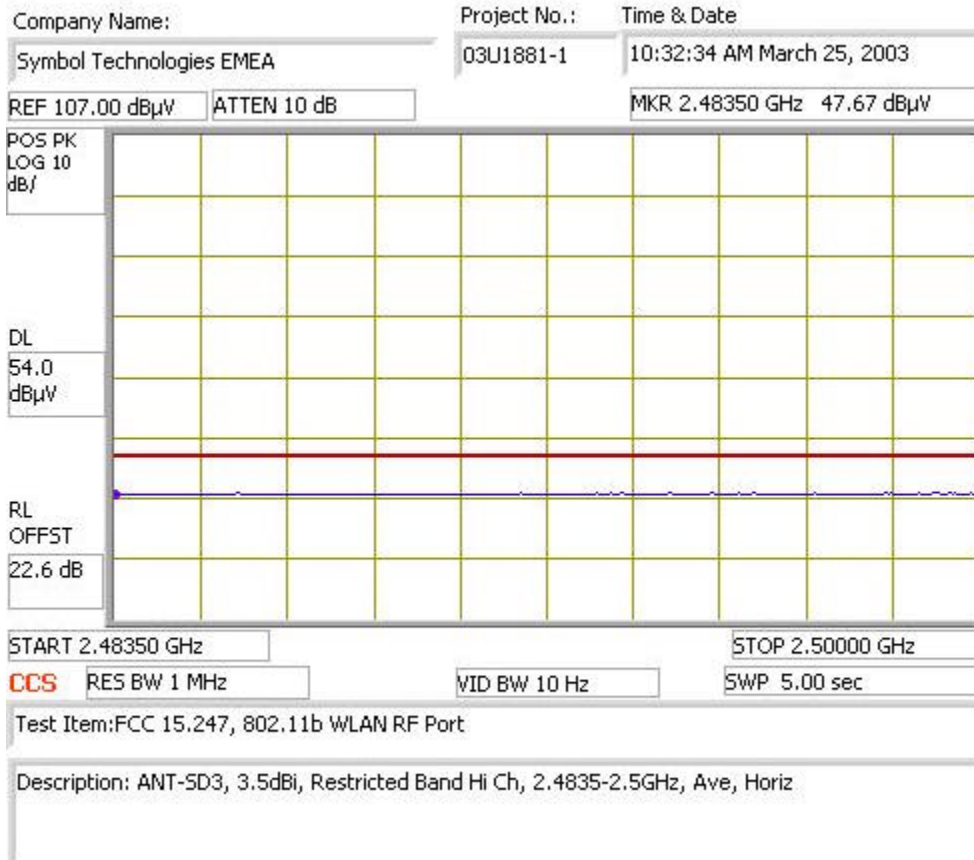 Company Name:
Project No.:
Time & Date
Symbol Technologies EMEA
03U1881-1
10:32:34 AM March 25, 2003
REF 107.00 dBµV
ATTEN 10 dB
MKR 2.48350 GHz 47.67 dBµV
POS PK
LOG 10
dB/
DL
54.0
dBµV
RL
OFFST
22.6 dB
START 2.48350 GHz
STOP 2.50000 GHz
CCS
RES BW 1 MHz
VID BW 10 Hz
SWP 5.00 sec
Test Item:FCC 15.247, 802.11b WLAN RF Port
Description: ANT-SD3, 3.5dBi, Restricted Band Hi Ch, 2.4835-2.5GHz, Ave, Horiz